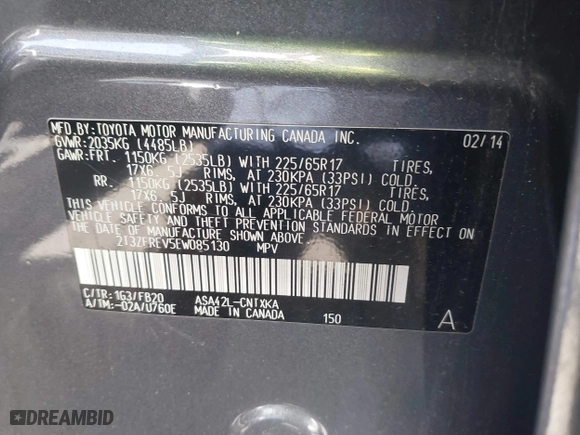 MFD.BY:TOYOTA MOTOR MANUFACTURING CANADA INC. 02/14
GVWR:2035KG (4485LB)
GAWR:FRT. 1150KG (2535LB) WITH 225/65R17 TIRES,
17X6.5J RIMS, AT 230KPA (33PSI) COLD
RR. 1150KG (2535LB) WITH 225/65R17 TIRES,
17X6.5J RIMS, AT 230KPA (33PSI) COLD.
THIS VEHICLE CONFORMS TO ALL APPLICABLE FEDERAL MOTOR
VEHICLE SAFETY AND THEFT PREVENTION STANDARDS IN EFFECT ON
THE DATE OF MANUFACTURE SHOWN ABOVE.
2T3ZFREV5EW085130 MPV
C/TR:1G3/FB20 ASA42L-CNTXKA
A/TM:-02A/U760E MADE IN CANADA 150 A
DREAMBID